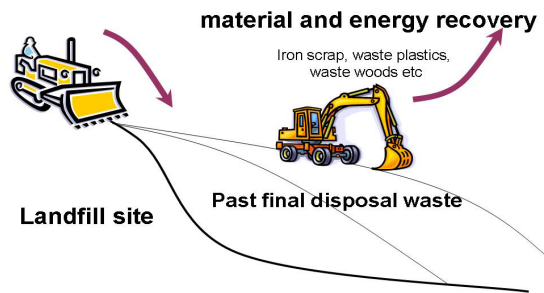 material and energy recovery
Iron scrap, waste plastics,
waste woods etc
Past final disposal waste
Landfill site